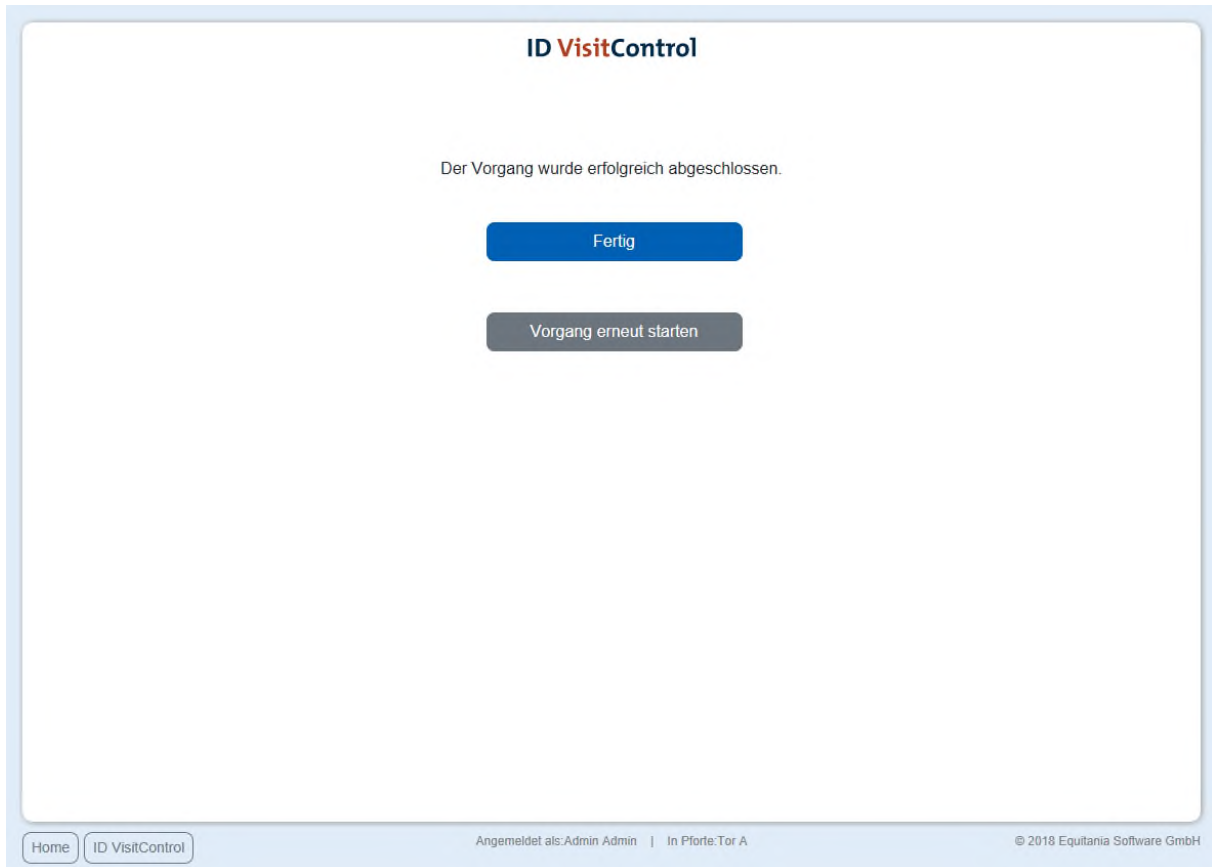 ID VisitControl
Der Vorgang wurde erfolgreich abgeschlossen.
Fertig
Vorgang erneut starten
Home ID VisitControl Angemeldet als:Admin Admin | In Pforte:Tor A © 2018 Equitania Software GmbH